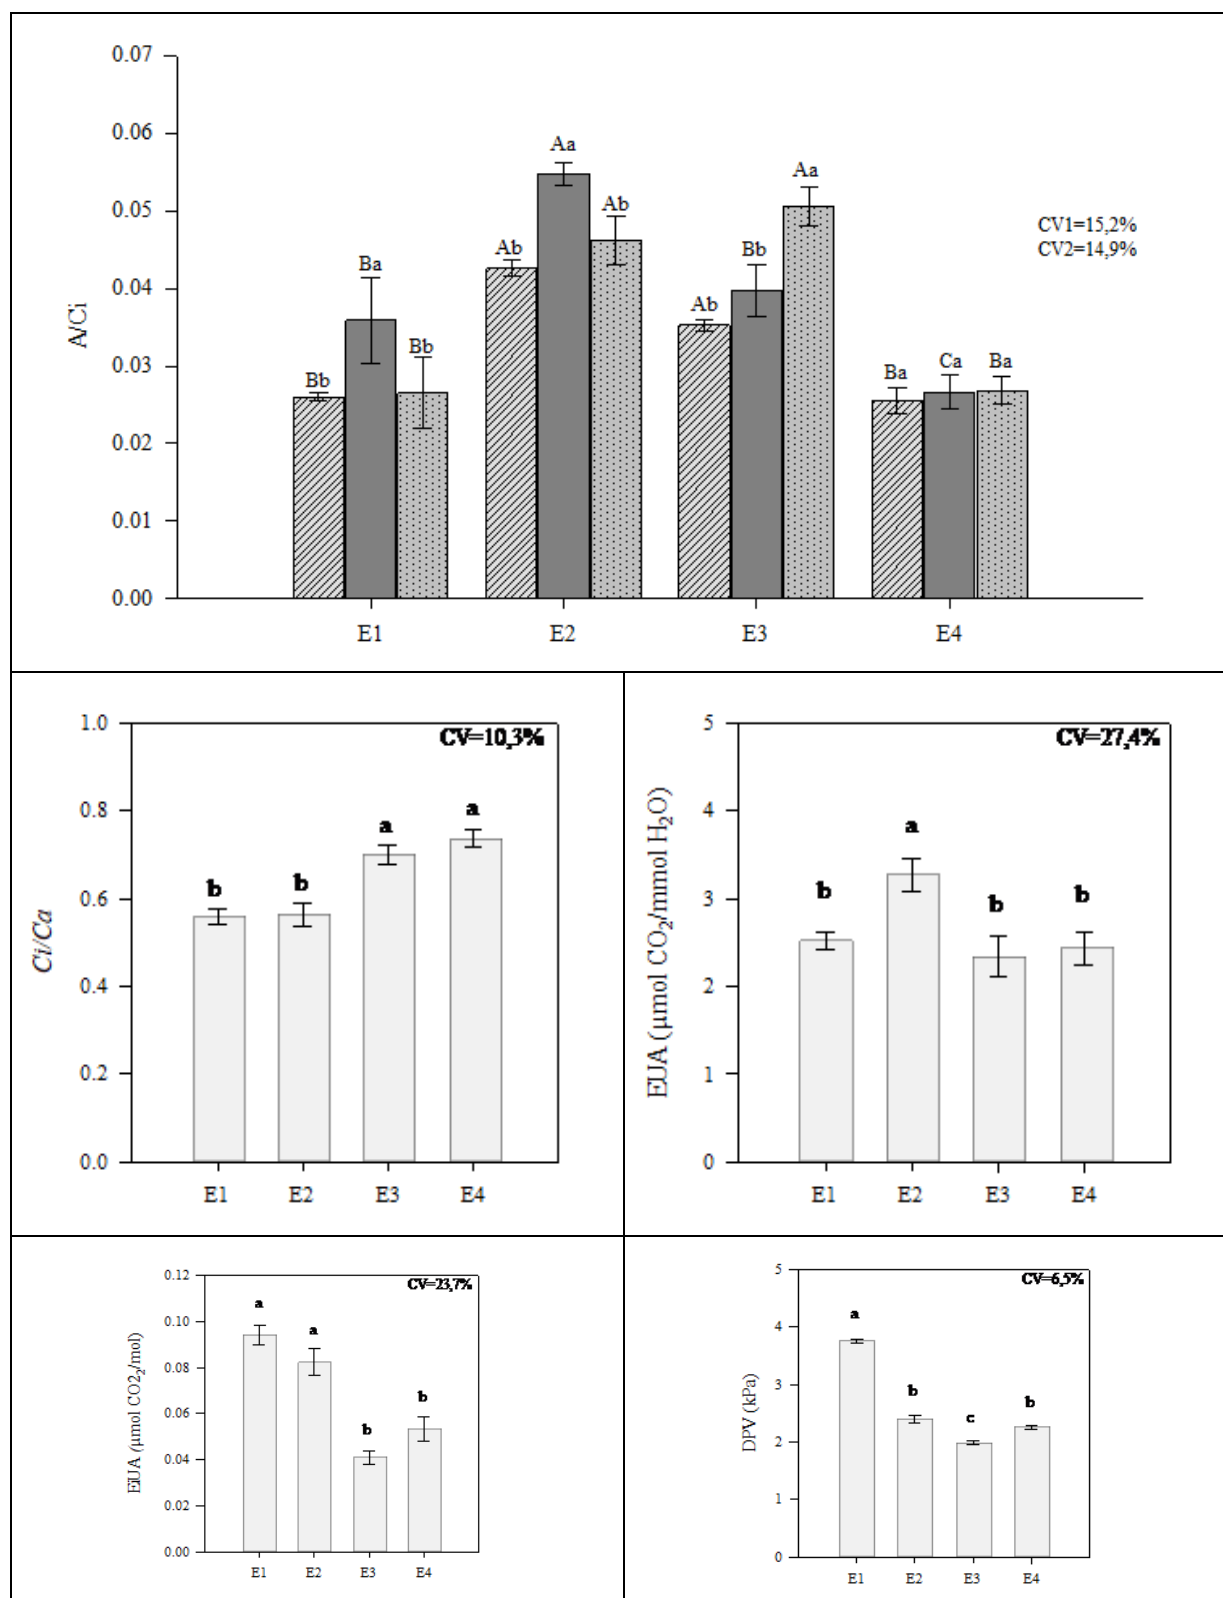 0.07
0.06
0.05
0.04
0.03
0.02
0.01
0.00
A/Ci
Bb
Ba
Bb
Ab
Aa
Ab
Ab
Bb
Aa
Ba
Ca
Ba
CV1=15,2%
CV2=14,9%
E1
E2
E3
E4
1.0
0.8
0.6
0.4
0.2
0.0
Ci/Ca
CV=10,3%
b
b
a
a
E1
E2
E3
E4
5
4
3
2
1
0
EUA (µmol CO₂/mmol H₂O)
CV=27,4%
b
a
b
b
E1
E2
E3
E4
0.12
0.10
0.08
0.06
0.04
0.02
0.00
EiUA (µmol CO2₂/mol)
CV=23,7%
a
a
b
b
E1
E2
E3
E4
5
4
3
2
1
0
DPV (kPa)
CV=6,5%
a
b
c
b
E1
E2
E3
E4